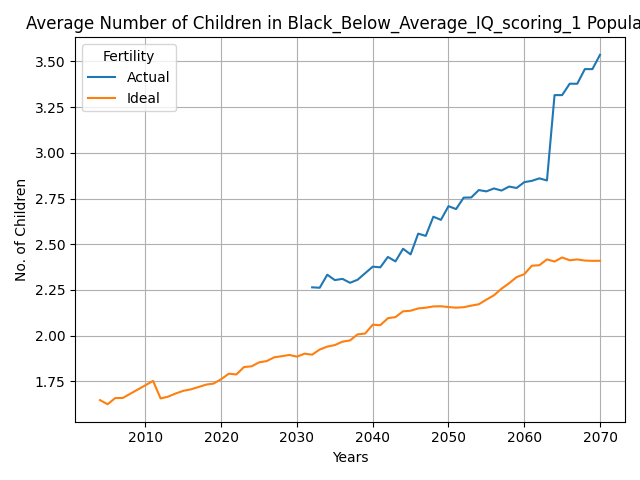 Average Number of Children in Black_Below_Average_IQ_scoring_1 Popula
Fertility
Actual
Ideal
3.50
3.25
3.00
2.75
2.50
2.25
2.00
1.75
No. of Children
2010 2020 2030 2040 2050 2060 2070
Years